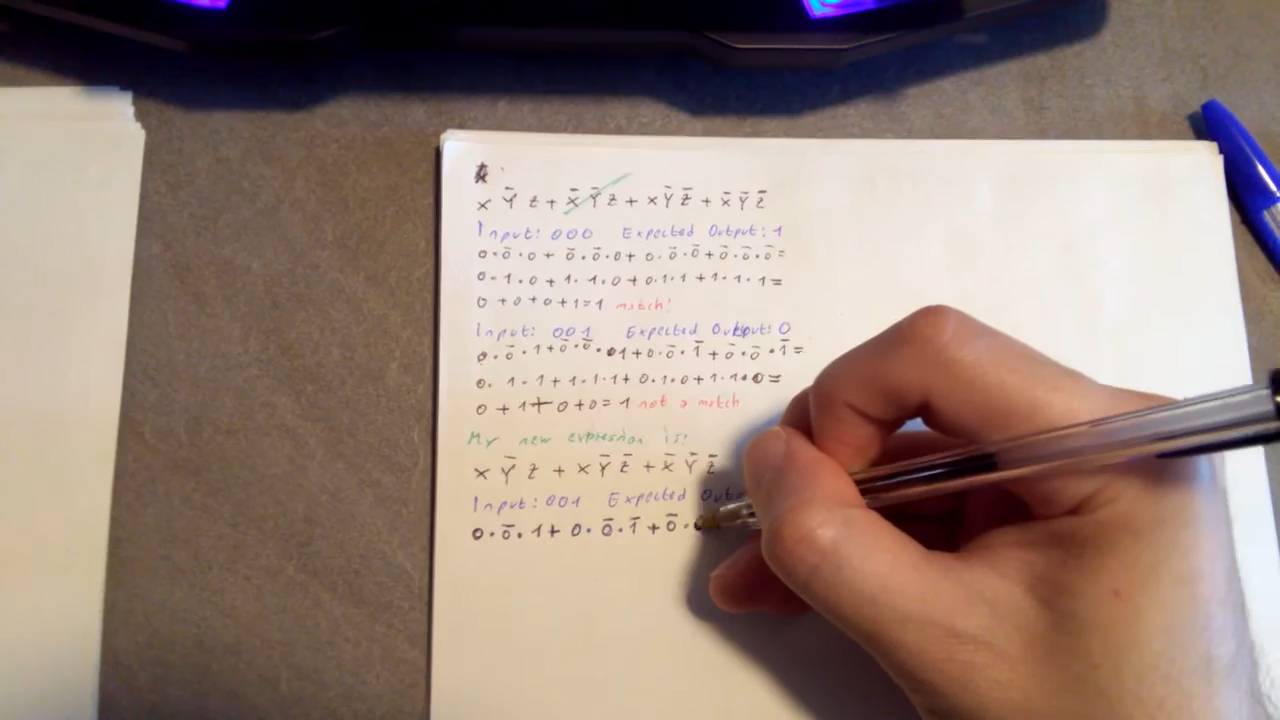 x Ȳ z + x̄ Ȳ z + x Ȳ z̄ + x̄ Ȳ z̄
Input: 000 Expected Output: 1
0·0̄·0 + 0̄·0̄·0 + 0·0̄·0̄ + 0̄·0̄·0̄ =
0·1·0 + 1·1·0 + 0·1·1 + 1·1·1 =
0 + 0 + 0 + 1 = 1 match!
Input: 001 Expected Output: 0
0·0̄·1 + 0̄·0̄·1 + 0·0̄·1̄ + 0̄·0̄·1̄ =
0·1·1 + 1·1·1 + 0·1·0 + 1·1·0 =
0 + 1 + 0 + 0 = 1 not a match
My new expression is:
x Ȳ z + x Ȳ z̄ + x̄ Ȳ z̄
Input: 001 Expected
0·0̄·1 + 0·0̄·1̄ + 0̄·